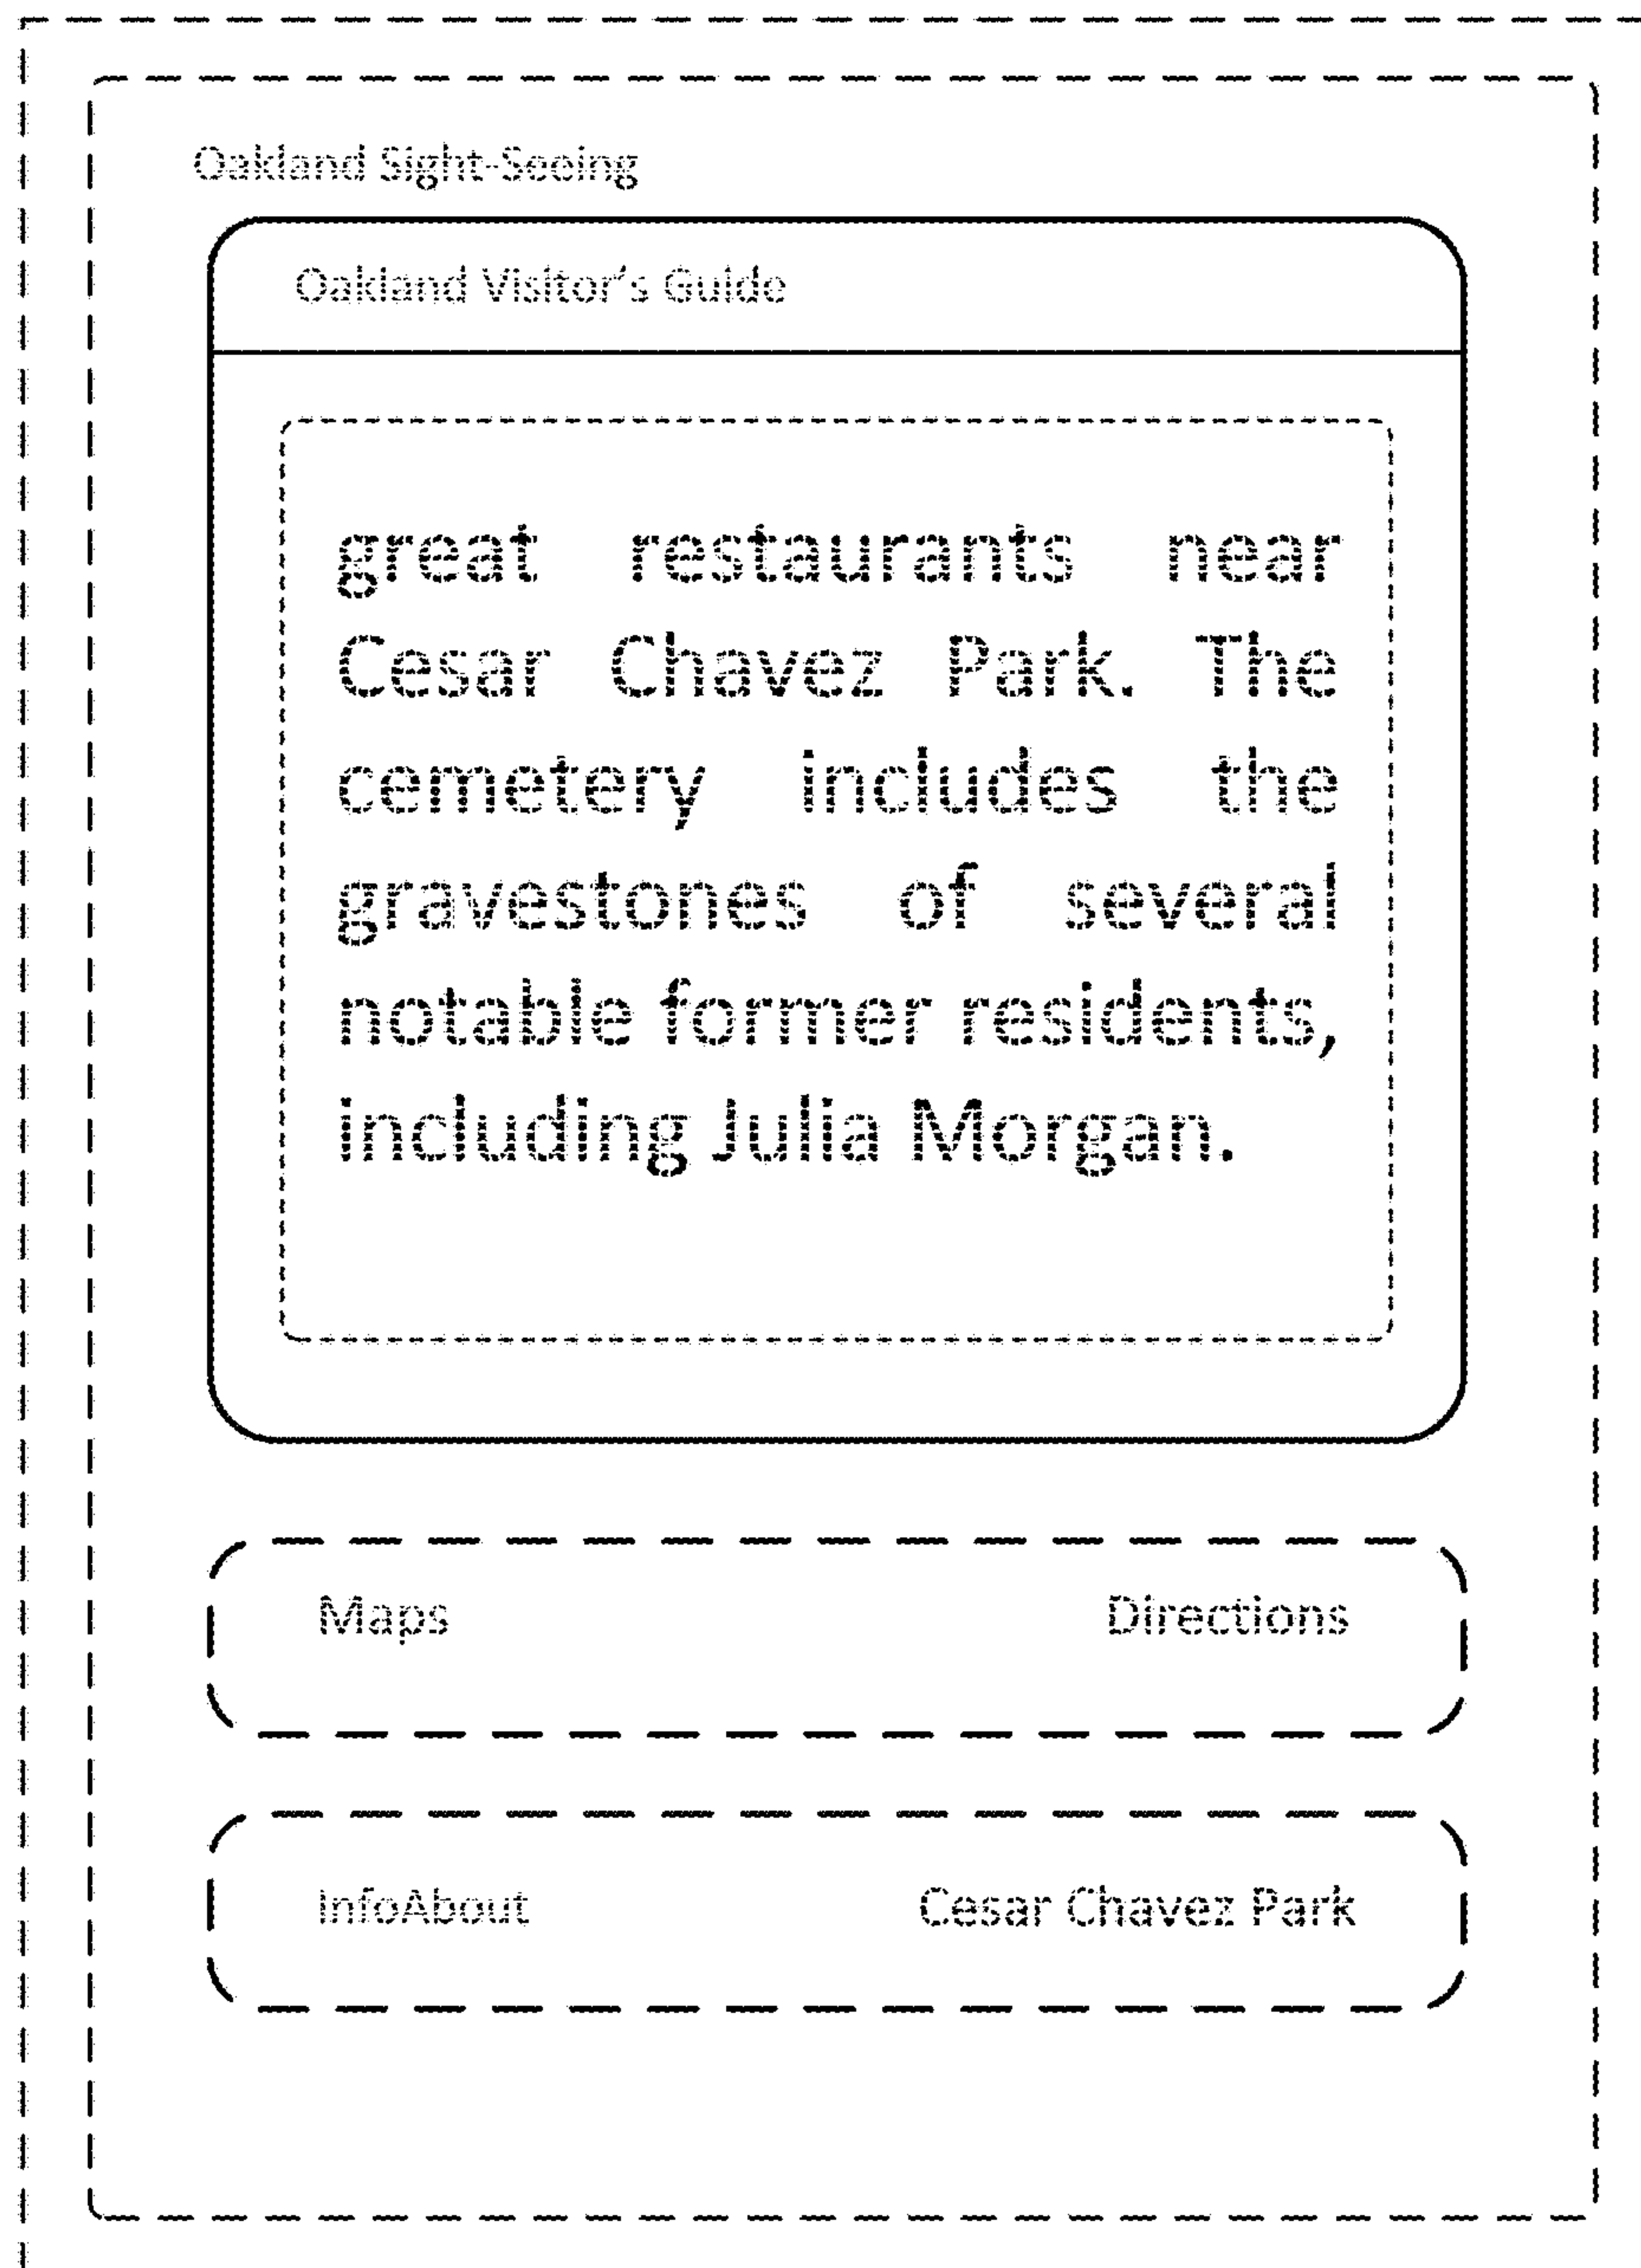 Oakland Sight-Seeing
Oakland Visitor's Guide
great restaurants near
Cesar Chavez Park. The
cemetery includes the
gravestones of several
notable former residents,
including Julia Morgan.
Maps Directions
InfoAbout Cesar Chavez Park